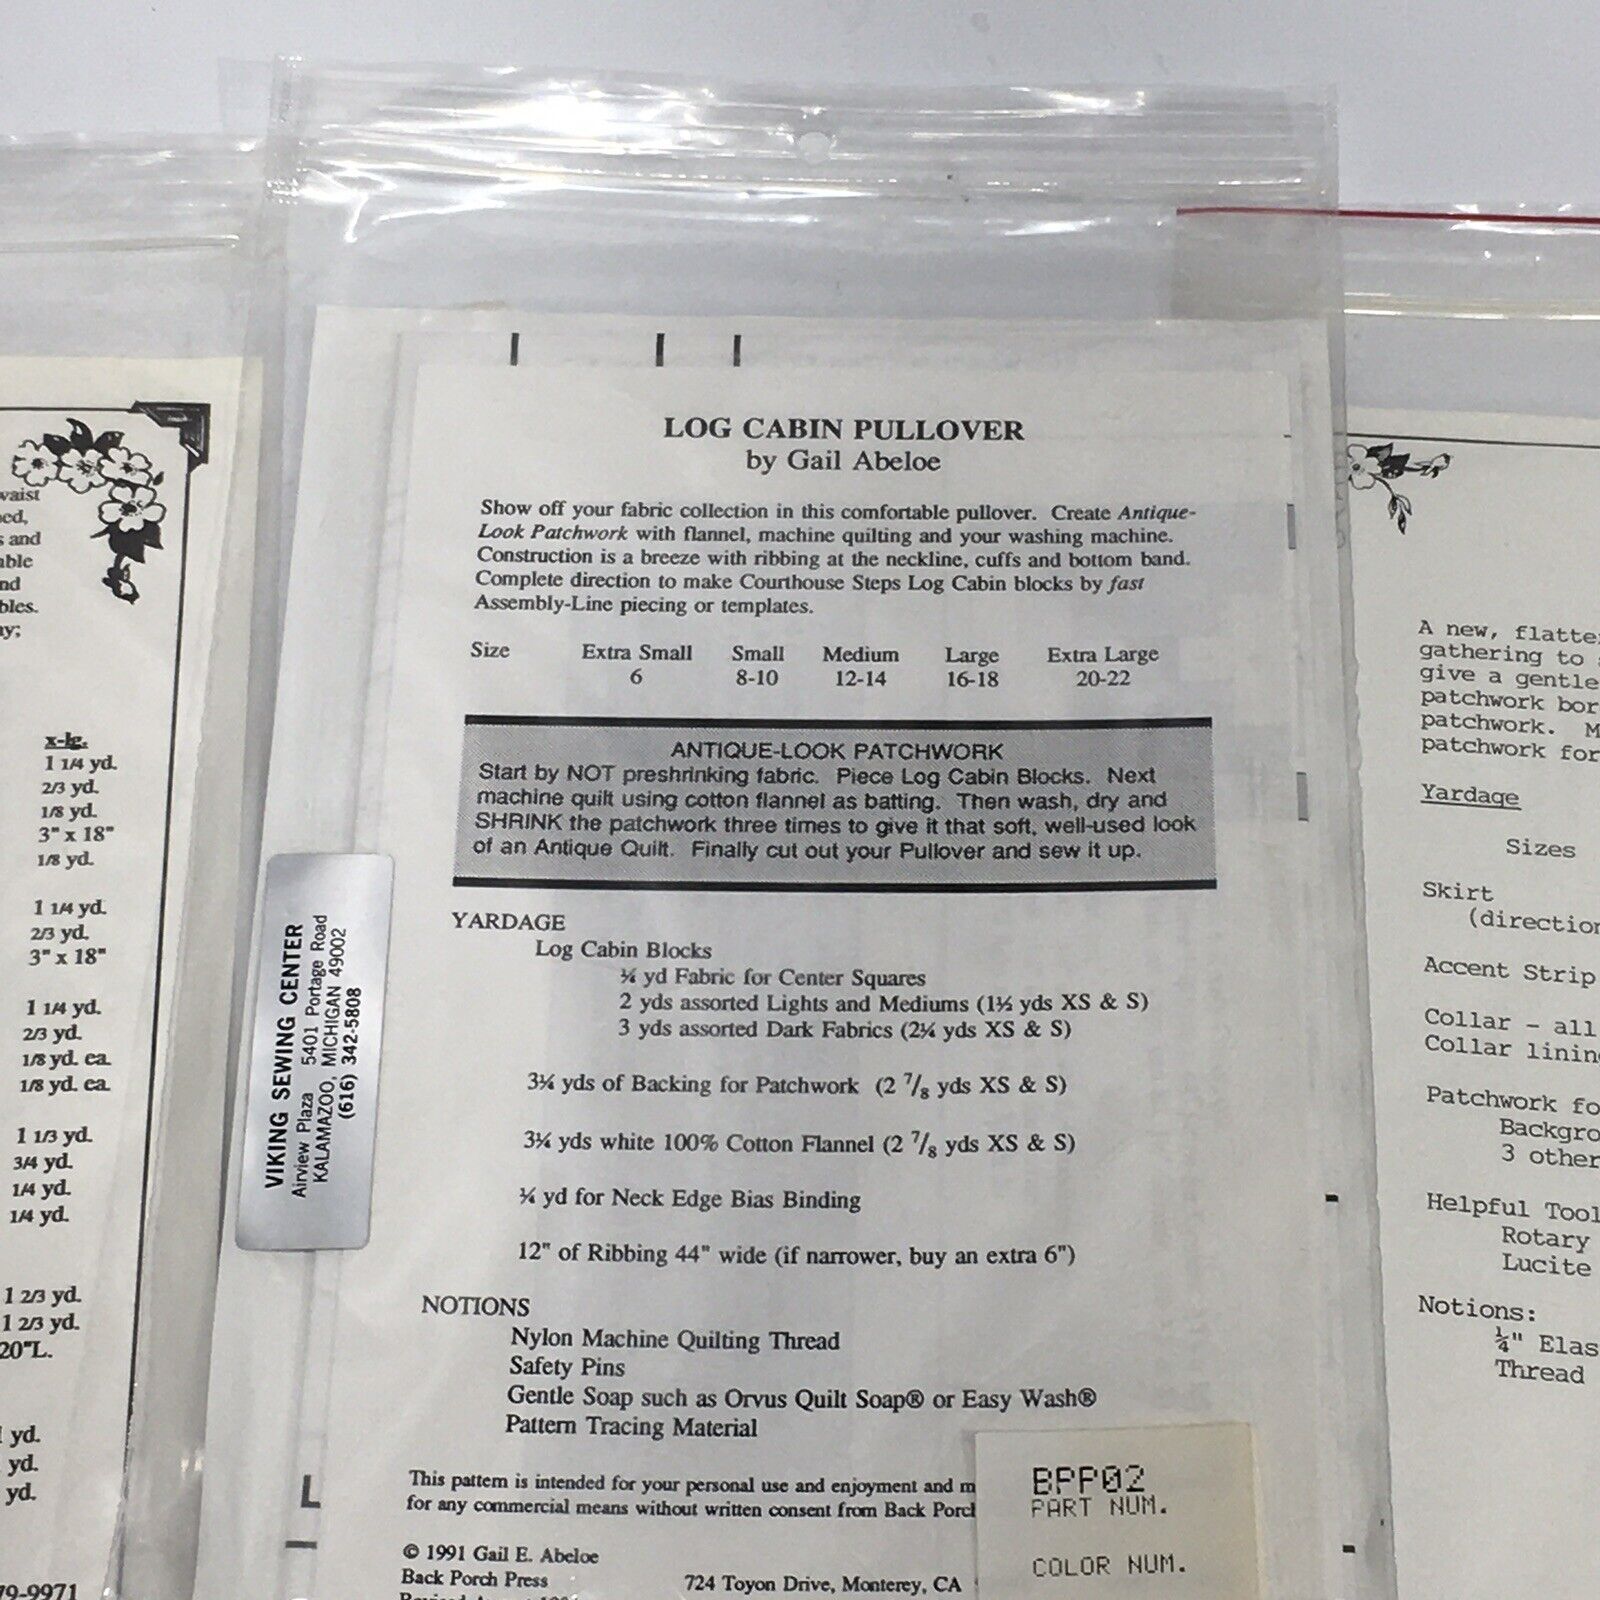 LOG CABIN PULLOVER
by Gail Abeloe
Show off your fabric collection in this comfortable pullover. Create Antique-
Look Patchwork with flannel, machine quilting and your washing machine.
Construction is a breeze with ribbing at the neckline, cuffs and bottom band.
Complete direction to make Courthouse Steps Log Cabin blocks by fast
Assembly-Line piecing or templates.
Size Extra Small Small Medium Large Extra Large
6 8-10 12-14 16-18 20-22
ANTIQUE-LOOK PATCHWORK
Start by NOT preshrinking fabric. Piece Log Cabin Blocks. Next
machine quilt using cotton flannel as batting. Then wash, dry and
SHRINK the patchwork three times to give it that soft, well-used look
of an Antique Quilt. Finally cut out your Pullover and sew it up.
YARDAGE
Log Cabin Blocks
yd Fabric for Center Squares
2 yds assorted Lights and Mediums (1½ yds XS & S)
3 yds assorted Dark Fabrics (2¼ yds XS & S)
3¼ yds of Backing for Patchwork (2 7/8 yds XS & S)
3¼ yds white 100% Cotton Flannel (2 7/8 yds XS & S)
yd for Neck Edge Bias Binding
12" of Ribbing 44" wide (if narrower, buy an extra 6")
NOTIONS
Nylon Machine Quilting Thread
Safety Pins
Gentle Soap such as Orvus Quilt Soap® or Easy Wash®
Pattern Tracing Material
This pattern is intended for your personal use and enjoyment and m
for any commercial means without written consent from Back Porch
© 1991 Gail E. Abeloe
Back Porch Press 724 Toyon Drive, Monterey, CA
BPP02
PART NUM.
COLOR NUM.
VIKING SEWING CENTER
Airview Plaza 5401 Portage Road
KALAMAZOO, MICHIGAN 49002
(616) 342-5808
L
waist
ed,
s and
able
nd
bles.
ay;
x-lg.
1 1/4 yd.
2/3 yd.
1/8 yd.
3" x 18"
1/8 yd.
1 1/4 yd.
2/3 yd.
3" x 18"
1 1/4 yd.
2/3 yd.
1/8 yd. ea.
1/8 yd. ea.
1 1/3 yd.
3/4 yd.
1/4 yd.
1/4 yd.
1 2/3 yd.
1 2/3 yd.
20"L.
yd.
yd.
yd.
79-9971
A new, flatte
gathering to
give a gentle
patchwork bor
patchwork. M
patchwork for
Yardage
Sizes
Skirt
(direction
Accent Strip
Collar - all
Collar linin
Patchwork fo
Backgro
3 other
Helpful Tool
Rotary
Lucite
Notions:
¼" Elas
Thread